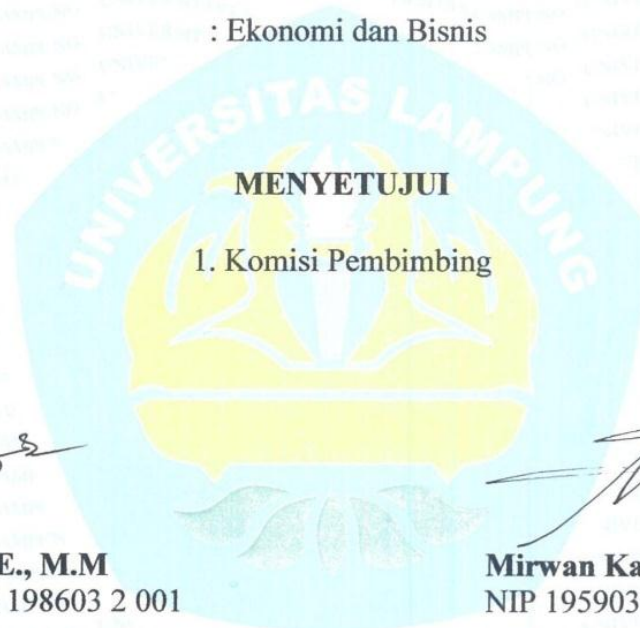 : Ekonomi dan Bisnis
UNIVERSITAS LAMPUNG
MENYETUJUI
1. Komisi Pembimbing
E., M.M
198603 2 001
Mirwan Ka
NIP 195903